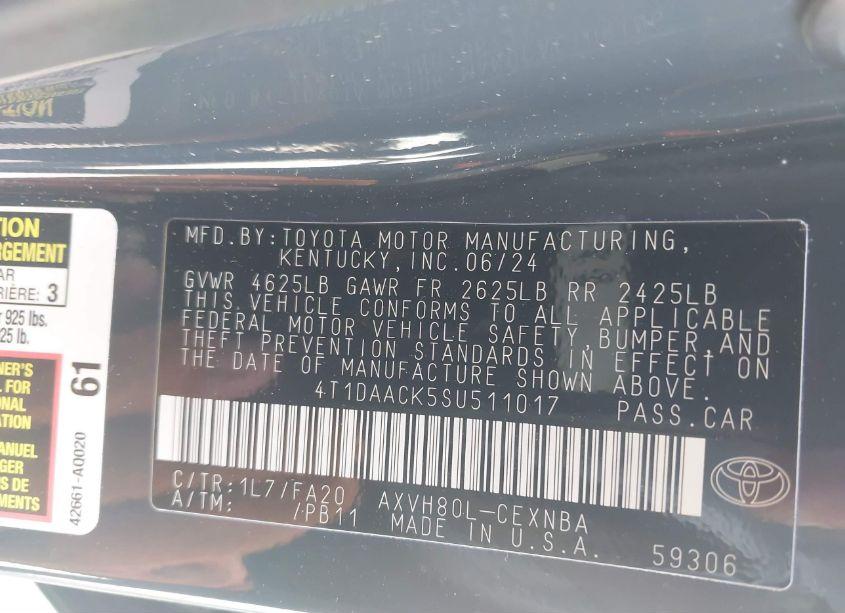 TION
RGEMENT
AR
RIÈRE: 3
925 lbs.
25 lb.
NER'S
FOR
ONAL
ATION
MANUEL
GER
EMENTS
61
42661-A0020
MFD.BY:TOYOTA MOTOR MANUFACTURING,
KENTUCKY,INC.06/24
GVWR 4625LB GAWR FR 2625LB RR 2425LB
THIS VEHICLE CONFORMS TO ALL APPLICABLE
FEDERAL MOTOR VEHICLE SAFETY,BUMPER,AND
THEFT PREVENTION STANDARDS IN EFFECT ON
THE DATE OF MANUFACTURE SHOWN ABOVE.
4T1DAACK5SU511017 PASS.CAR
C/TR:1L7/FA20 AXVH80L-CEXNBA
A/TM: /PB11 MADE IN U.S.A.
59306